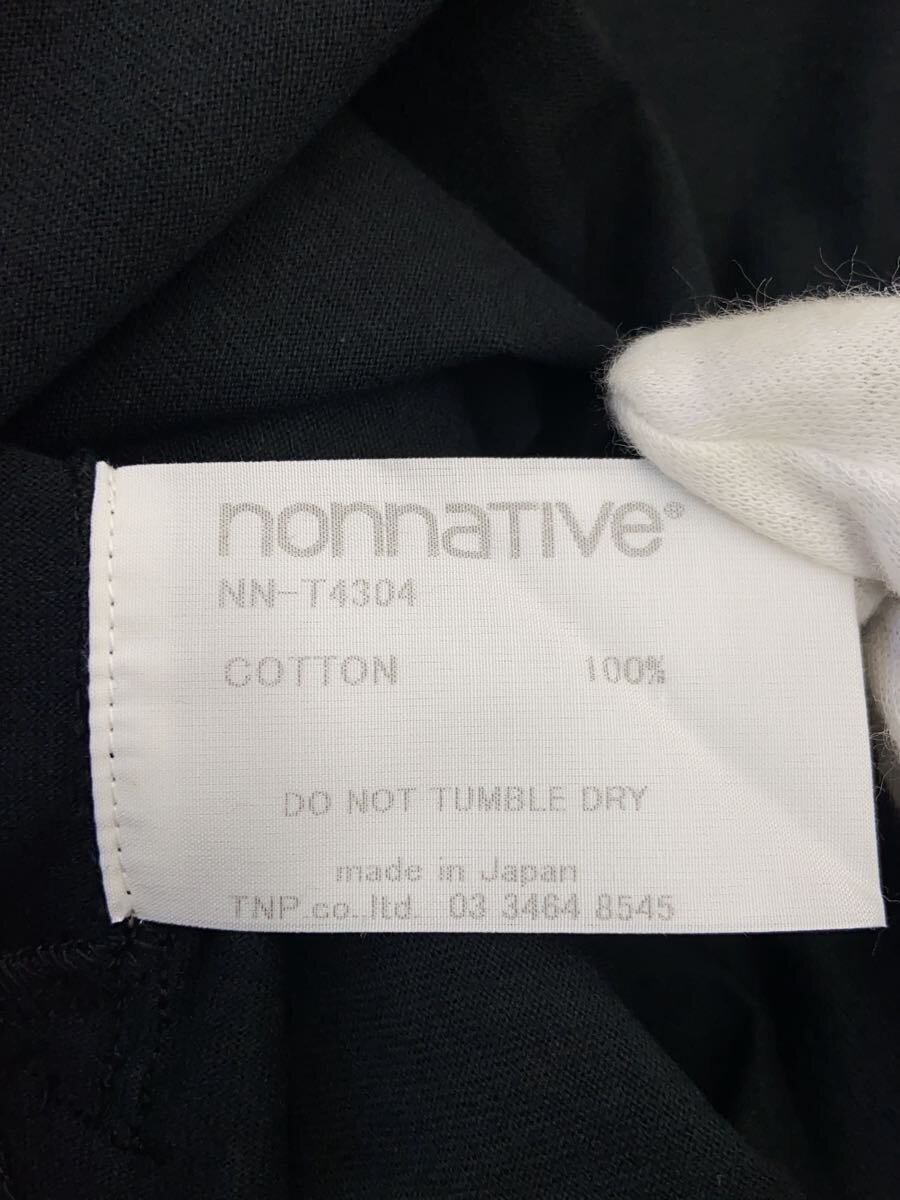 nonnaTIVe®
NN-T4304
COTTON 100%
DO NOT TUMBLE DRY
made in Japan
TNP.co.,ltd. 03 3464 8545